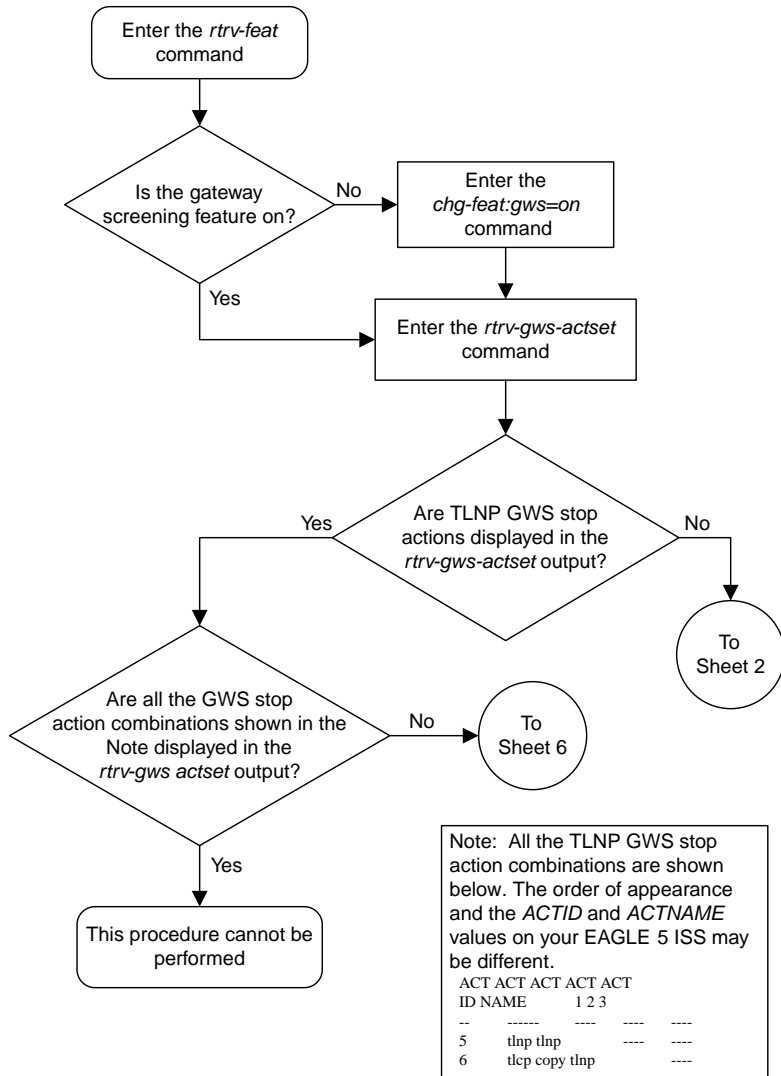 Enter the rtrv-feat
command
Is the gateway
screening feature on?
No
Enter the
chg-feat:gws=on
command
Yes
Enter the rtrv-gws-actset
command
Are TLNP GWS stop
actions displayed in the
rtrv-gws-actset output?
Yes
No
To
Sheet 2
Are all the GWS stop
action combinations shown in the
Note displayed in the
rtrv-gws actset output?
No
To
Sheet 6
Yes
This procedure cannot be
performed
Note: All the TLNP GWS stop
action combinations are shown
below. The order of appearance
and the ACTID and ACTNAME
values on your EAGLE 5 ISS may
be different.
ACT ACT ACT ACT ACT
ID NAME 1 2 3
-- ------ ---- ---- ----
5 tlnp tlnp ---- ----
6 tlcp copy tlnp ----